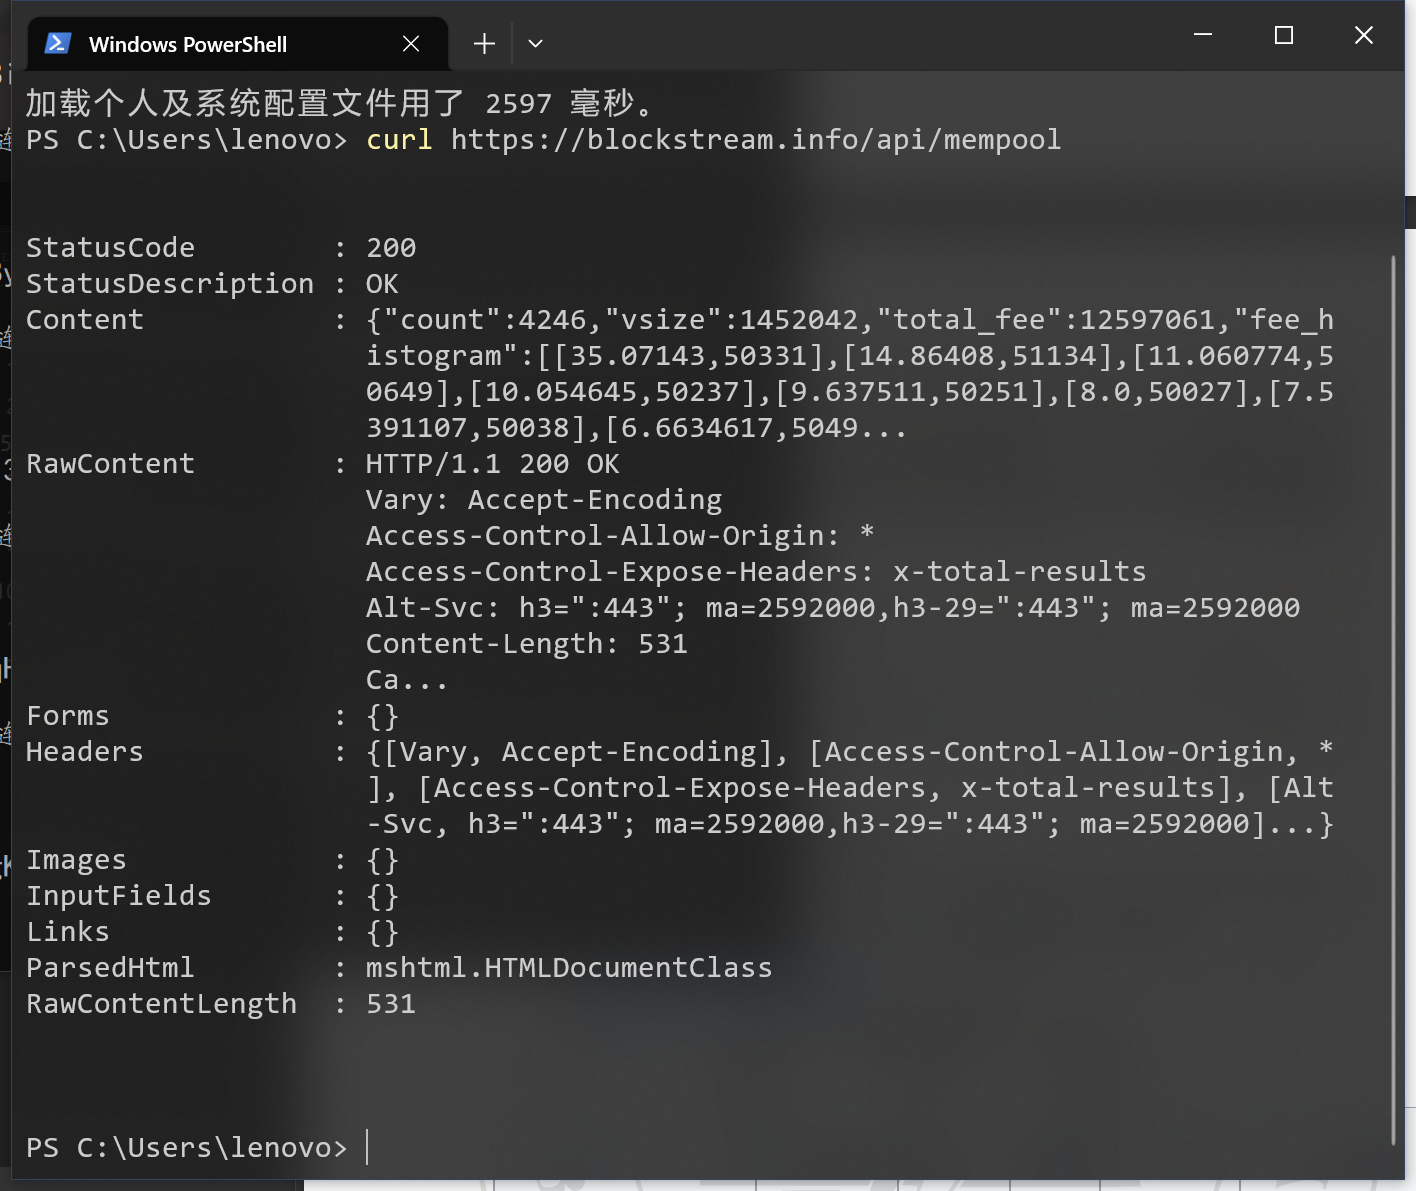 Windows PowerShell
加载个人及系统配置文件用了 2597 毫秒。
PS C:\Users\lenovo> curl https://blockstream.info/api/mempool
StatusCode        : 200
StatusDescription : OK
Content           : {"count":4246,"vsize":1452042,"total_fee":12597061,"fee_h
istogram":[[35.07143,50331],[14.86408,51134],[11.060774,5
0649],[10.054645,50237],[9.637511,50251],[8.0,50027],[7.5
391107,50038],[6.6634617,5049...
RawContent        : HTTP/1.1 200 OK
Vary: Accept-Encoding
Access-Control-Allow-Origin: *
Access-Control-Expose-Headers: x-total-results
Alt-Svc: h3=":443"; ma=2592000,h3-29=":443"; ma=2592000
Content-Length: 531
Ca...
Forms             : {}
Headers           : {[Vary, Accept-Encoding], [Access-Control-Allow-Origin, *
], [Access-Control-Expose-Headers, x-total-results], [Alt
-Svc, h3=":443"; ma=2592000,h3-29=":443"; ma=2592000]...}
Images            : {}
InputFields       : {}
Links             : {}
ParsedHtml        : mshtml.HTMLDocumentClass
RawContentLength  : 531
PS C:\Users\lenovo>